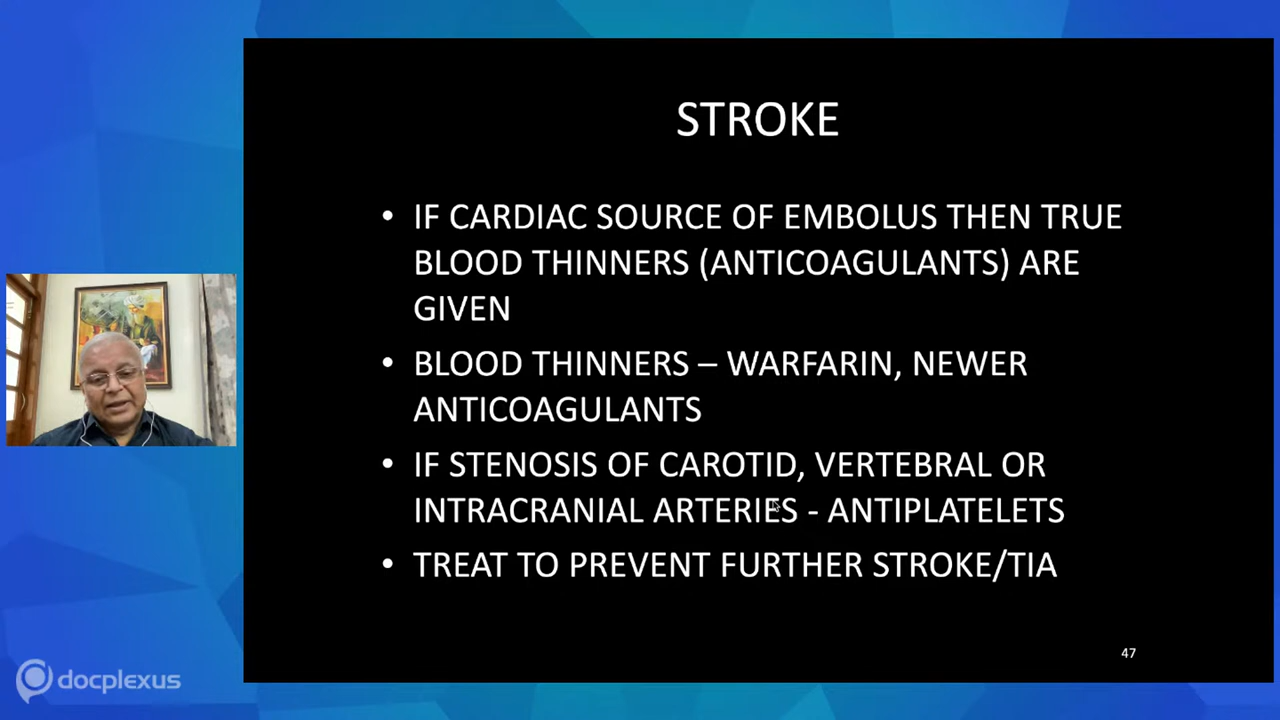 STROKE
• IF CARDIAC SOURCE OF EMBOLUS THEN TRUE
BLOOD THINNERS (ANTICOAGULANTS) ARE
GIVEN
• BLOOD THINNERS – WARFARIN, NEWER
ANTICOAGULANTS
• IF STENOSIS OF CAROTID, VERTEBRAL OR
INTRACRANIAL ARTERIES - ANTIPLATELETS
• TREAT TO PREVENT FURTHER STROKE/TIA
47
docplexus